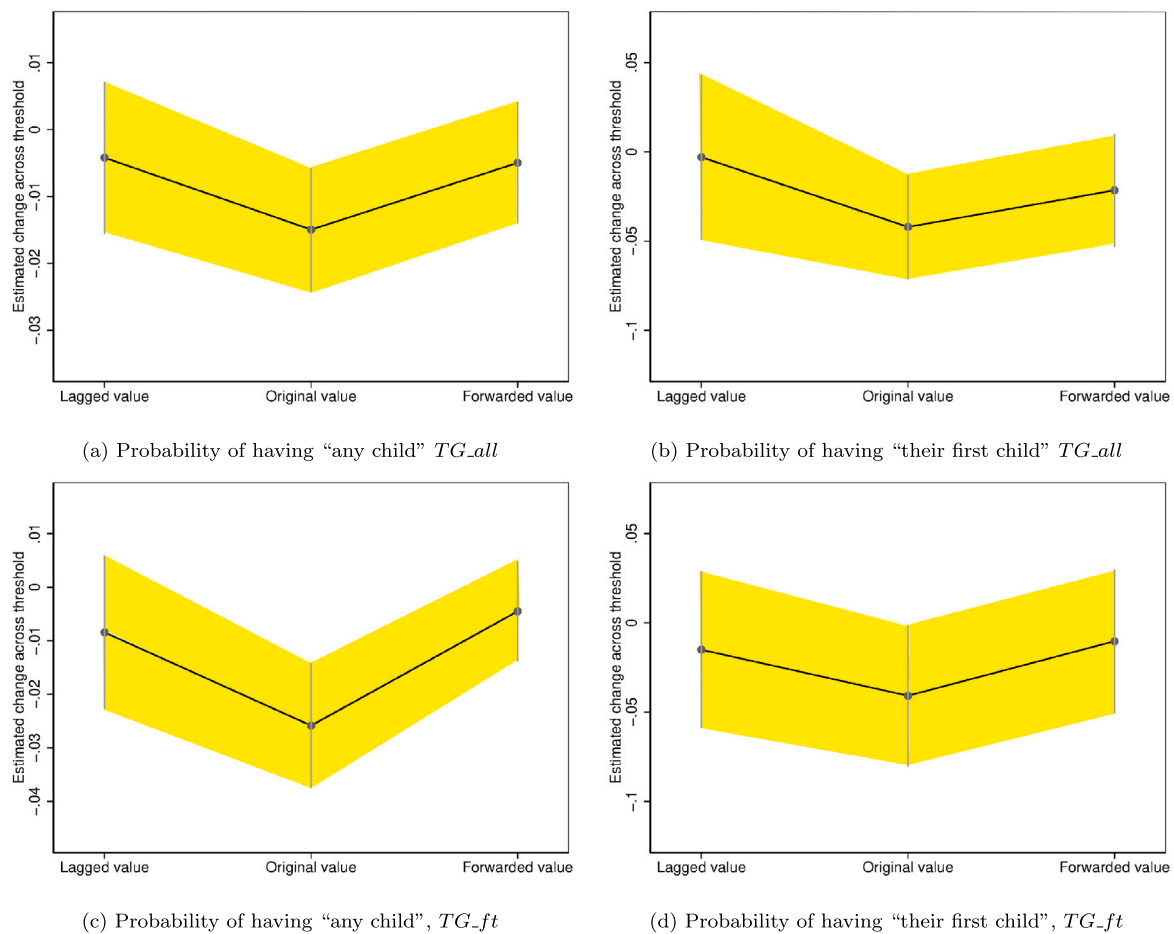 Estimated change across threshold
.01
0
-.01
-.02
-.03
Lagged value
Original value
Forwarded value
(a) Probability of having “any child” TG_all
Estimated change across threshold
.05
0
-.05
-.1
Lagged value
Original value
Forwarded value
(b) Probability of having “their first child” TG_all
Estimated change across threshold
.01
0
-.01
-.02
-.03
-.04
Lagged value
Original value
Forwarded value
(c) Probability of having “any child”, TG_ft
Estimated change across threshold
.05
0
-.05
-.1
Lagged value
Original value
Forwarded value
(d) Probability of having “their first child”, TG_ft